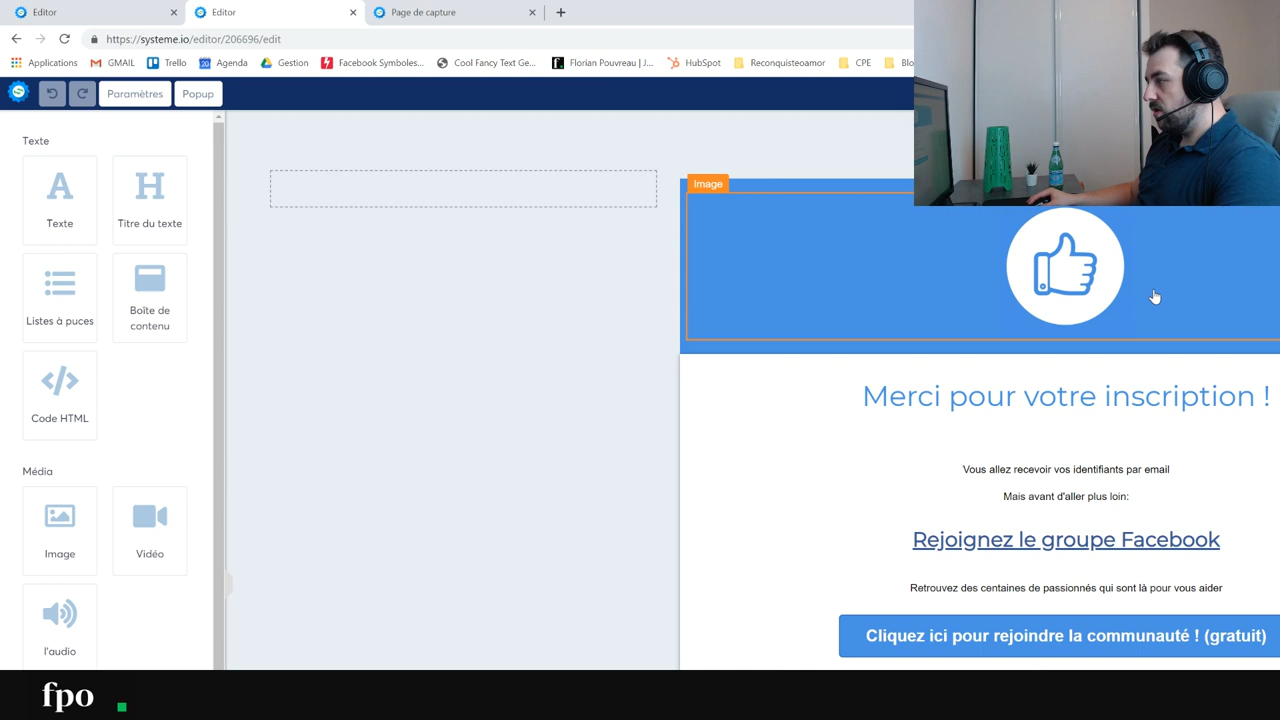 Editor
Editor
Page de capture
https://systeme.io/editor/206696/edit
Applications
GMAIL
Trello
20
Agenda
Gestion
Facebook Symboles...
Cool Fancy Text Ge...
f.
Florian Pouvreau | J...
HubSpot
Reconquisteoamor
CPE
Blo
S
Paramètres
Popup
Texte
A
H
Texte
Titre du texte
Listes à puces
Boîte de
contenu
Code HTML
Média
Image
Vidéo
l'audio
Image
Merci pour votre inscription !
Vous allez recevoir vos identifiants par email
Mais avant d'aller plus loin:
Rejoignez le groupe Facebook
Retrouvez des centaines de passionnés qui sont là pour vous aider
Cliquez ici pour rejoindre la communauté ! (gratuit)
fpo